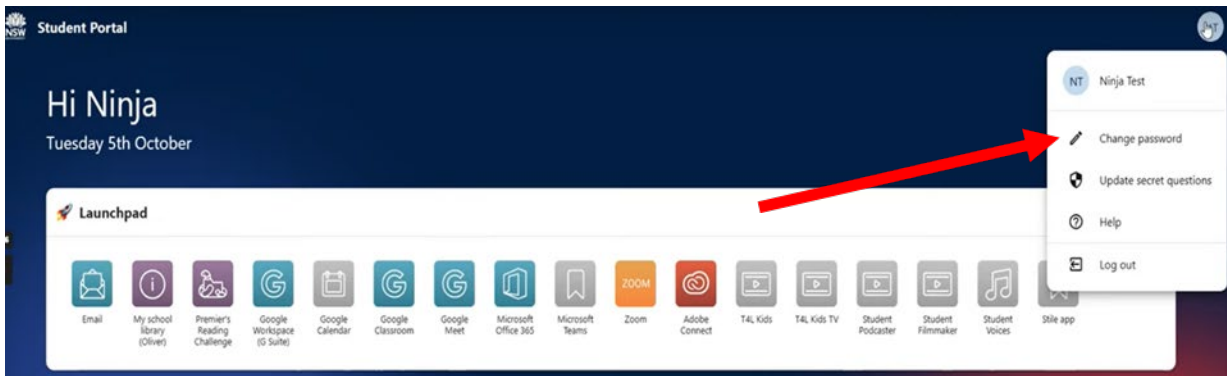 NSW
Student Portal
Hi Ninja
Tuesday 5th October
NT
Ninja Test
Change password
Update secret questions
Help
Log out
Launchpad
Email
My school
library
(Oliver)
Premier's
Reading
Challenge
Google
Workspace
(G Suite)
Google
Calendar
Google
Classroom
Google
Meet
Microsoft
Office 365
Microsoft
Teams
ZOOM
Zoom
Adobe
Connect
T4L Kids
T4L Kids TV
Student
Podcaster
Student
Filmmaker
Student
Voices
Stile app